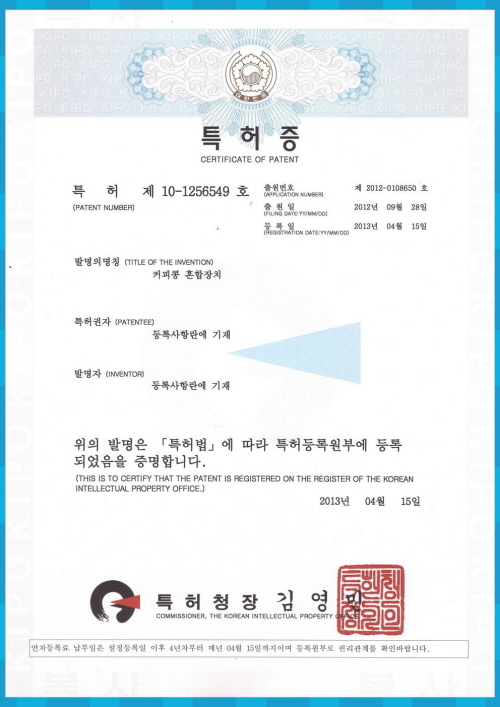 특허증
CERTIFICATE OF PATENT
특 허 제 10-1256549 호
(PATENT NUMBER)
출원번호 제 2012-0108650 호
(APPLICATION NUMBER)
출원일 2012년 09월 28일
(FILING DATE:YY/MM/DD)
등록일 2013년 04월 15일
(REGISTRATION DATE:YY/MM/DD)
발명의명칭 (TITLE OF THE INVENTION)
커피콩 혼합장치
특허권자 (PATENTEE)
등록사항란에 기재
발명자 (INVENTOR)
등록사항란에 기재
위의 발명은 「특허법」에 따라 특허등록원부에 등록
되었음을 증명합니다.
(THIS IS TO CERTIFY THAT THE PATENT IS REGISTERED ON THE REGISTER OF THE KOREAN
INTELLECTUAL PROPERTY OFFICE.)
2013년 04월 15일
특허청장 김영민
COMMISSIONER, THE KOREAN INTELLECTUAL PROPERTY OFFICE
연차등록료 납부일은 설정등록일 이후 4년차부터 매년 04월 15일까지이며 등록원부로 권리관계를 확인바랍니다.